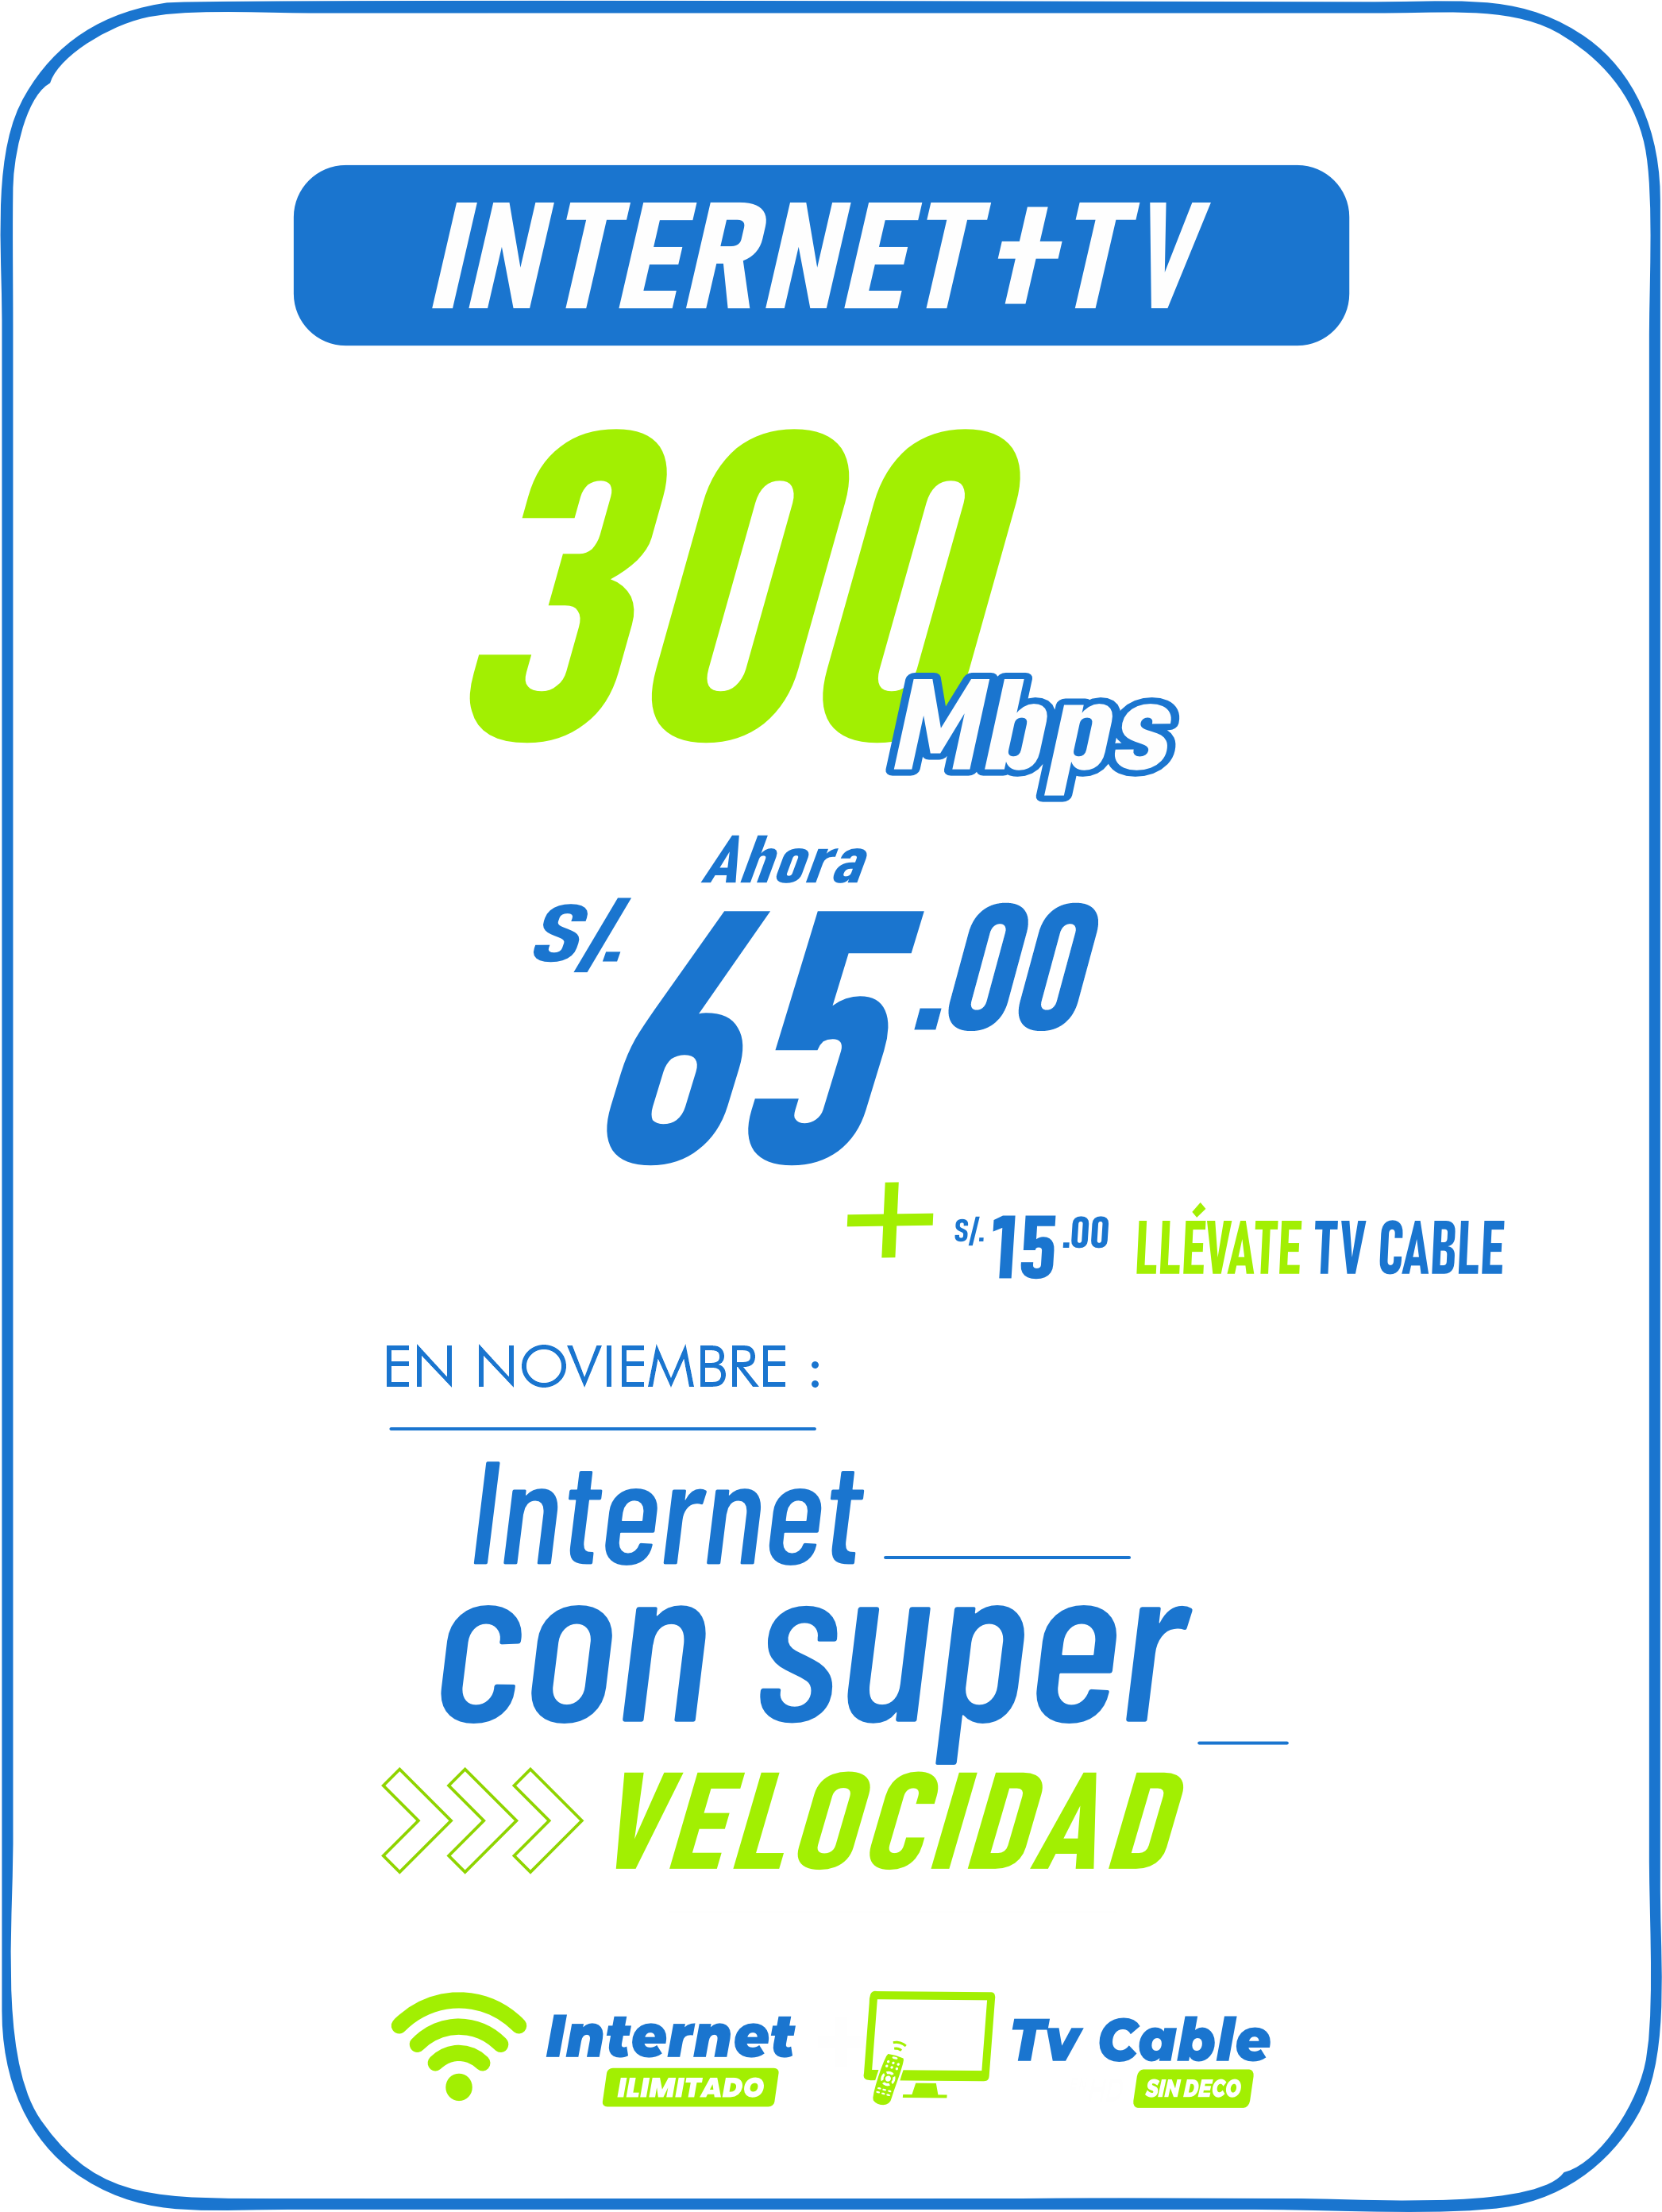 INTERNET+TV
300
Mbps
Ahora
S/. 65.00
+ S/. 15.00 LLÉVATE TV CABLE
EN NOVIEMBRE :
Internet
con super
VELOCIDAD
Internet
ILIMITADO
Tv Cable
SIN DECO